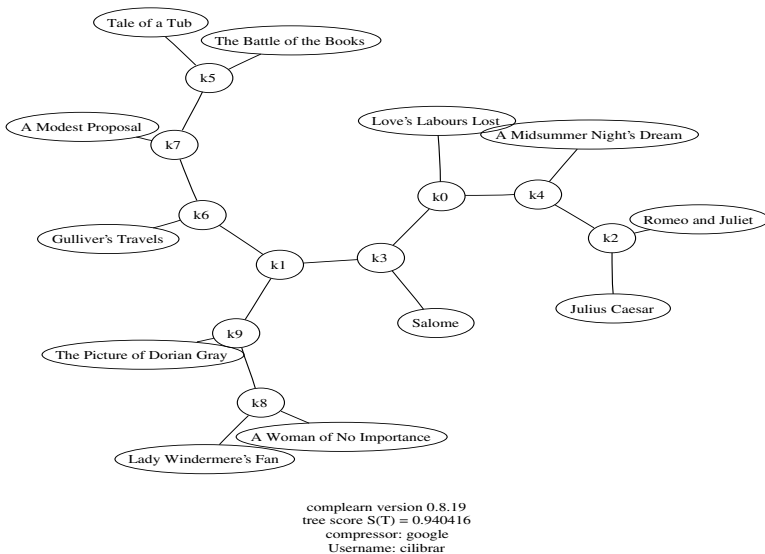 Tale of a Tub
The Battle of the Books
k5
Love's Labours Lost
A Modest Proposal
A Midsummer Night's Dream
k7
k0
k4
k6
Romeo and Juliet
Gulliver's Travels
k2
k1
k3
Julius Caesar
Salome
k9
The Picture of Dorian Gray
k8
A Woman of No Importance
Lady Windermere's Fan
complearn version 0.8.19
tree score S(T) = 0.940416
compressor: google
Username: cilibrar